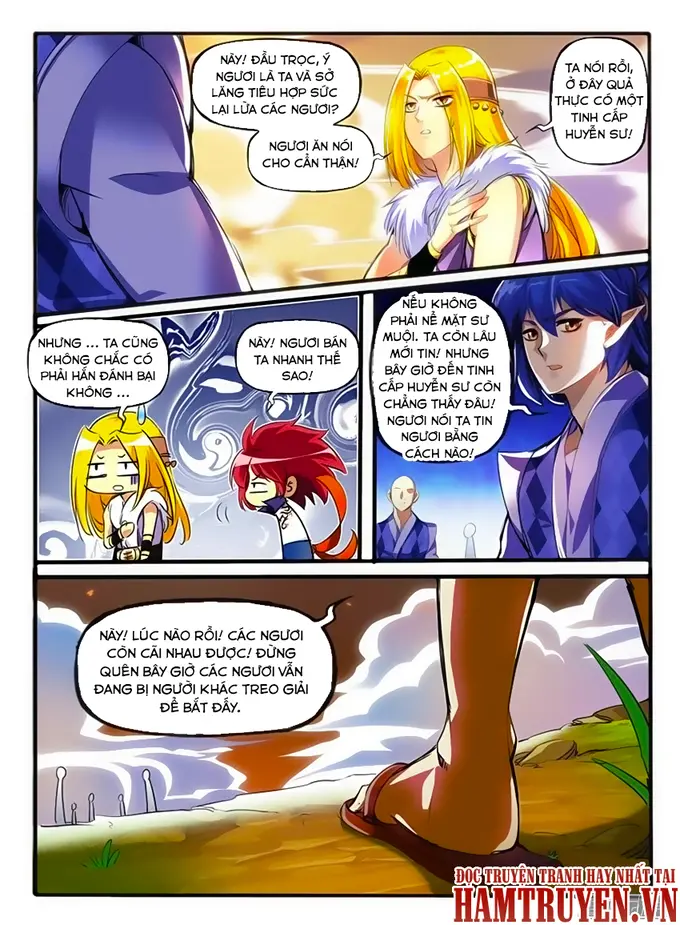 NÀY! ĐẦU TRỌC, Ý
NGƯƠI LÀ TA VÀ SỞ
LĂNG TIÊU HỢP SỨC
LẠI LỪA CÁC NGƯƠI?
NGƯƠI ĂN NÓI
CHO CẨN THẬN!
TA NÓI RỒI,
Ở ĐÂY QUẢ
THỰC CÓ MỘT
TINH CẤP
HUYỄN SƯ!
NHƯNG ... TA CŨNG
KHÔNG CHẮC CÓ
PHẢI HẮN ĐÁNH BẠI
KHÔNG ...
NÀY! NGƯƠI BÁN
TA NHANH THẾ
SAO!
NẾU KHÔNG
PHẢI NỂ MẶT SƯ
MUỘI. TA CÒN LÂU
MỚI TIN! NHƯNG
BÂY GIỜ ĐẾN TINH
CẤP HUYỄN SƯ CÒN
CHẲNG THẤY ĐÂU!
NGƯƠI NÓI TA TIN
NGƯƠI BẰNG
CÁCH NÀO!
NÀY! LÚC NÀO RỒI! CÁC NGƯƠI
CÒN CÃI NHAU ĐƯỢC! ĐỪNG
QUÊN BÂY GIỜ CÁC NGƯƠI VẪN
ĐANG BỊ NGƯỜI KHÁC TREO GIẢI
ĐỂ BẮT ĐẤY.
ĐỌC TRUYỆN TRANH HAY NHẤT TẠI
HAMTRUYEN.VN